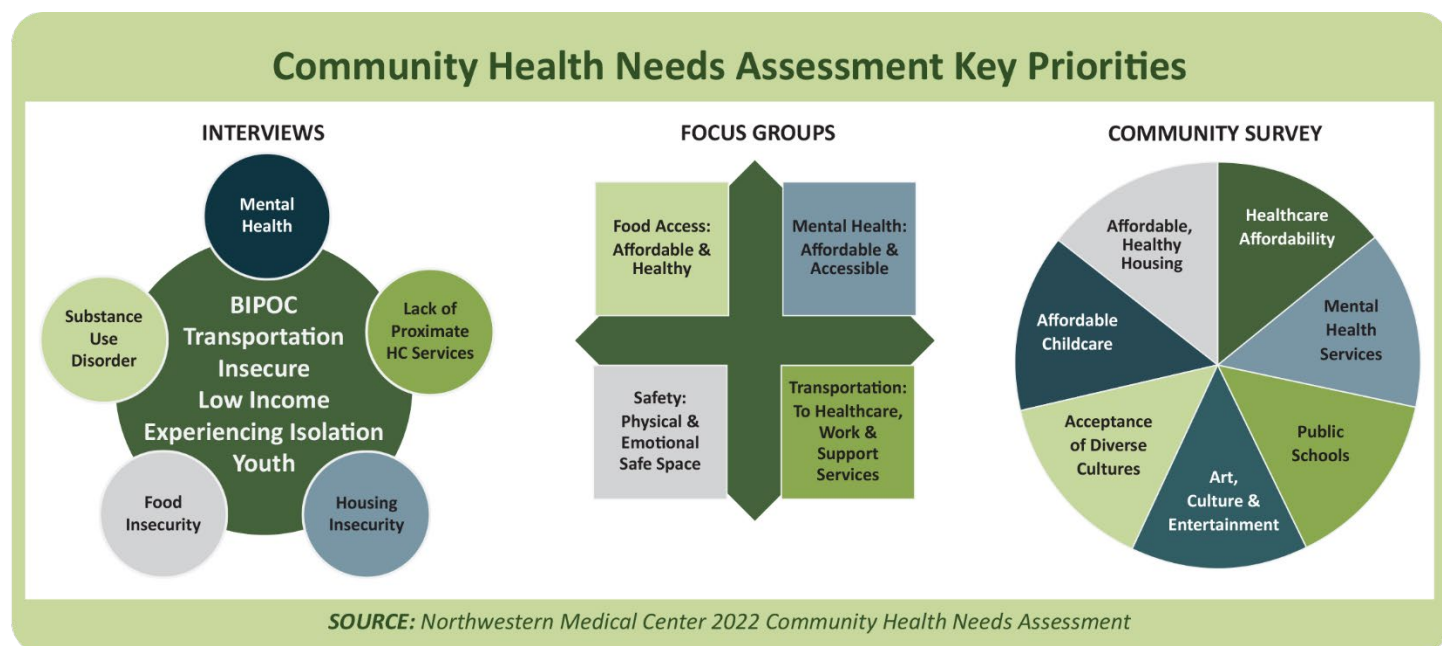 Community Health Needs Assessment Key Priorities
INTERVIEWS
Mental
Health
Substance
Use
Disorder
Lack of
Proximate
HC Services
BIPOC
Transportation
Insecure
Low Income
Experiencing Isolation
Youth
Food
Insecurity
Housing
Insecurity
FOCUS GROUPS
Food Access:
Affordable &
Healthy
Mental Health:
Affordable &
Accessible
Safety:
Physical &
Emotional
Safe Space
Transportation:
To Healthcare,
Work &
Support
Services
COMMUNITY SURVEY
Healthcare
Affordability
Mental
Health
Services
Public
Schools
Art,
Culture &
Entertainment
Acceptance
of Diverse
Cultures
Affordable
Childcare
Affordable,
Healthy
Housing
SOURCE: Northwestern Medical Center 2022 Community Health Needs Assessment